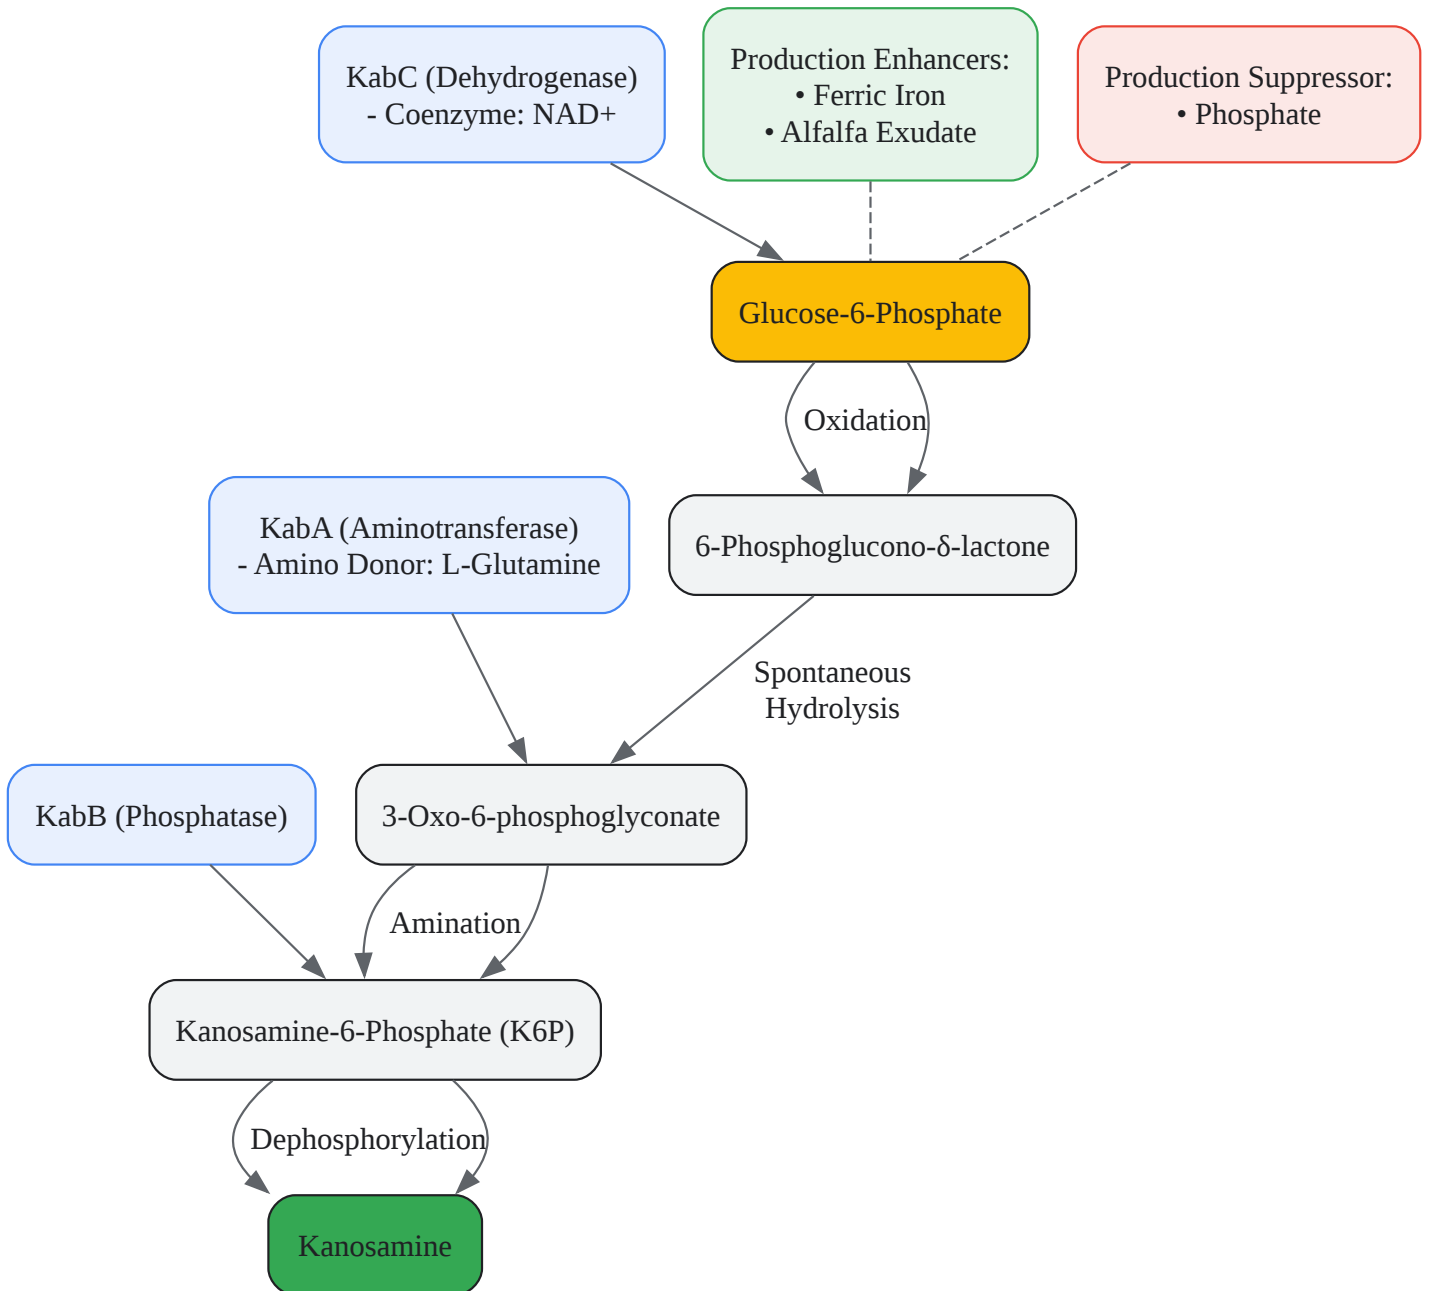 KabC (Dehydrogenase)
- Coenzyme: NAD+
Production Enhancers:
• Ferric Iron
• Alfalfa Exudate
Production Suppressor:
• Phosphate
Glucose-6-Phosphate
Oxidation
KabA (Aminotransferase)
- Amino Donor: L-Glutamine
6-Phosphoglucono-δ-lactone
Spontaneous
Hydrolysis
KabB (Phosphatase)
3-Oxo-6-phosphoglyconate
Amination
Kanosamine-6-Phosphate (K6P)
Dephosphorylation
Kanosamine